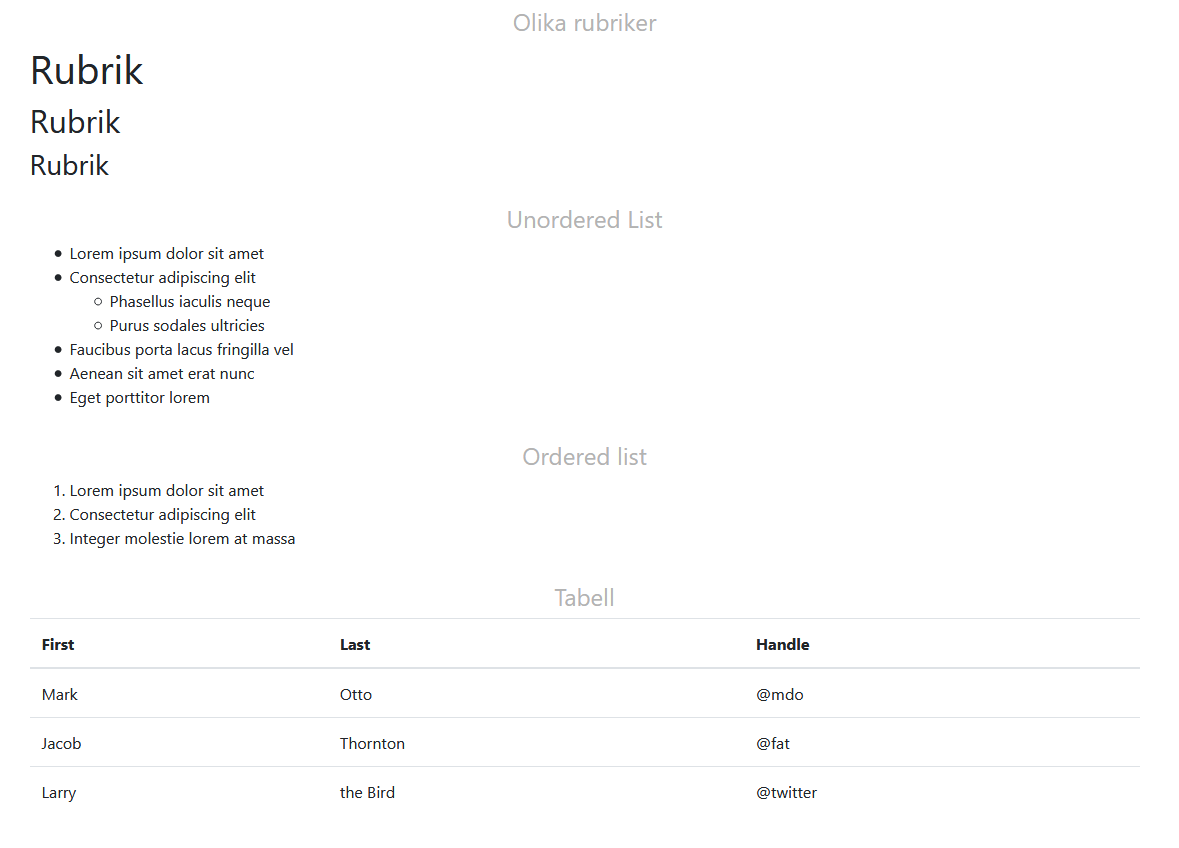 Olika rubriker
Rubrik
Rubrik
Rubrik
Unordered List
Lorem ipsum dolor sit amet
Consectetur adipiscing elit
Phasellus iaculis neque
Purus sodales ultricies
Faucibus porta lacus fringilla vel
Aenean sit amet erat nunc
Eget porttitor lorem
Ordered list
1. Lorem ipsum dolor sit amet
2. Consectetur adipiscing elit
3. Integer molestie lorem at massa
Tabell
First Last Handle
Mark Otto @mdo
Jacob Thornton @fat
Larry the Bird @twitter